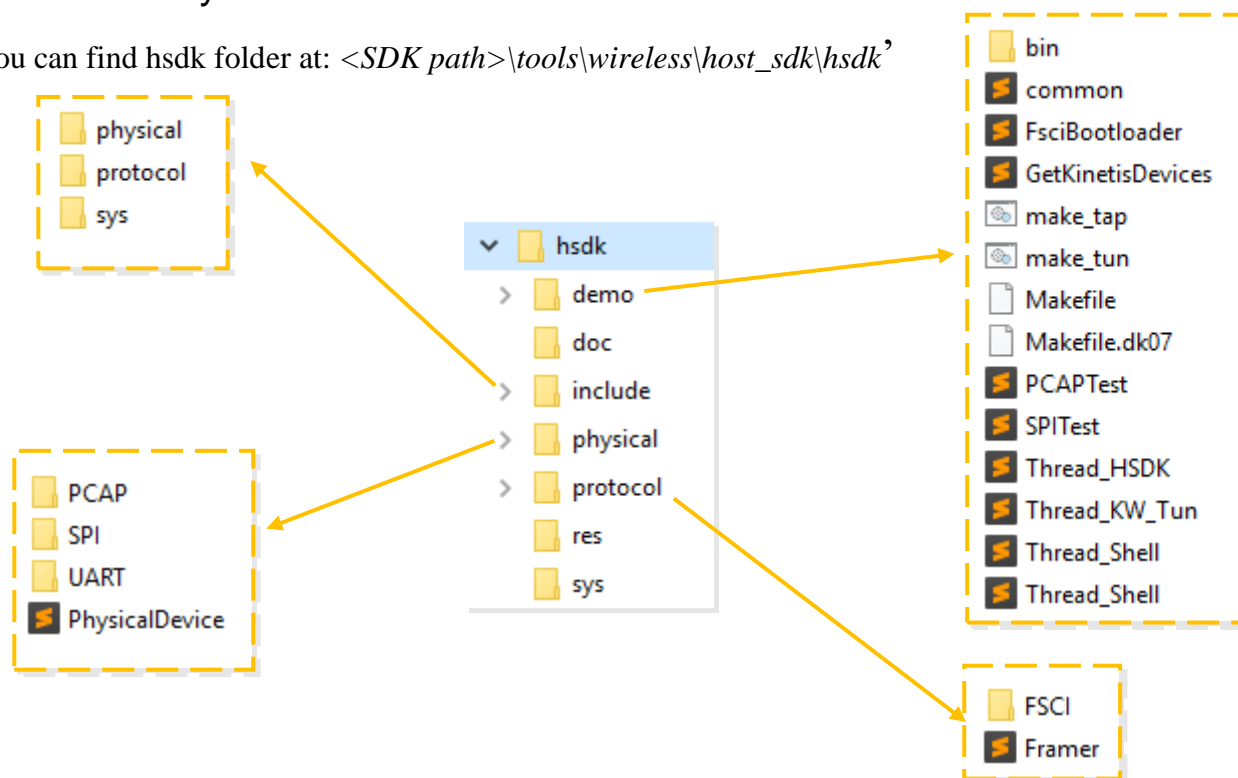 ou can find hsdk folder at: <SDK path>\tools\wireless\host_sdk\hsdk’
physical
protocol
sys
hsdk
demo
doc
include
physical
protocol
res
sys
PCAP
SPI
UART
PhysicalDevice
bin
common
FsciBootloader
GetKinetisDevices
make_tap
make_tun
Makefile
Makefile.dk07
PCAPTest
SPITest
Thread_HSDK
Thread_KW_Tun
Thread_Shell
Thread_Shell
FSCI
Framer